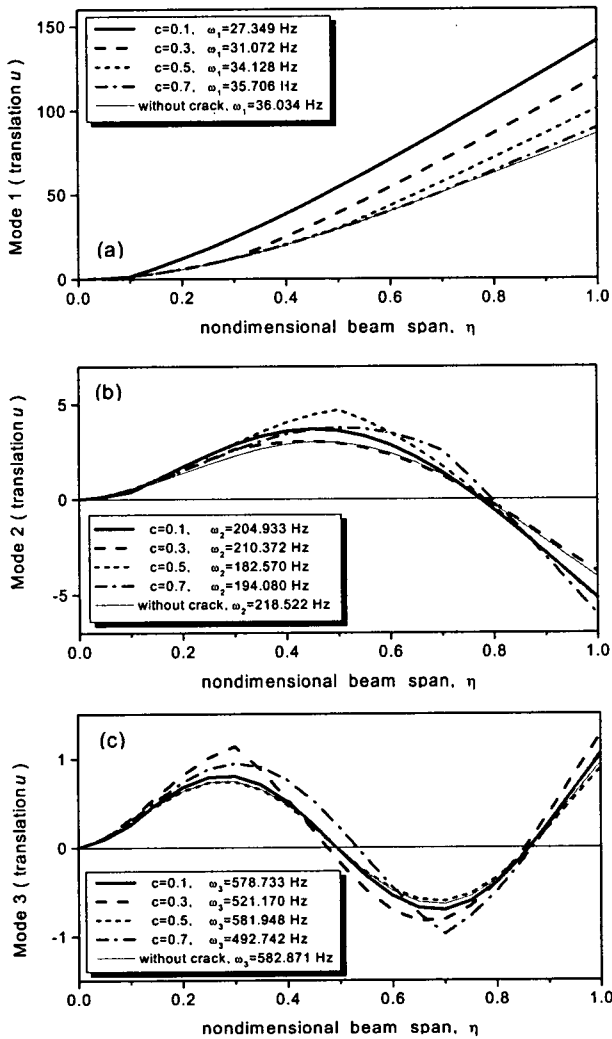 150
100
50
0
Mode 1 ( translation u )
c=0.1, ω₁=27.349 Hz
c=0.3, ω₁=31.072 Hz
c=0.5, ω₁=34.128 Hz
c=0.7, ω₁=35.706 Hz
without crack, ω₁=36.034 Hz
(a)
0.0 0.2 0.4 0.6 0.8 1.0
nondimensional beam span, η
(b)
5
0
-5
Mode 2 ( translation u )
c=0.1, ω₂=204.933 Hz
c=0.3, ω₂=210.372 Hz
c=0.5, ω₂=182.570 Hz
c=0.7, ω₂=194.080 Hz
without crack, ω₂=218.522 Hz
0.0 0.2 0.4 0.6 0.8 1.0
nondimensional beam span, η
(c)
1
0
-1
Mode 3 ( translation u )
c=0.1, ω₃=578.733 Hz
c=0.3, ω₃=521.170 Hz
c=0.5, ω₃=581.948 Hz
c=0.7, ω₃=492.742 Hz
without crack, ω₃=582.871 Hz
0.0 0.2 0.4 0.6 0.8 1.0
nondimensional beam span, η